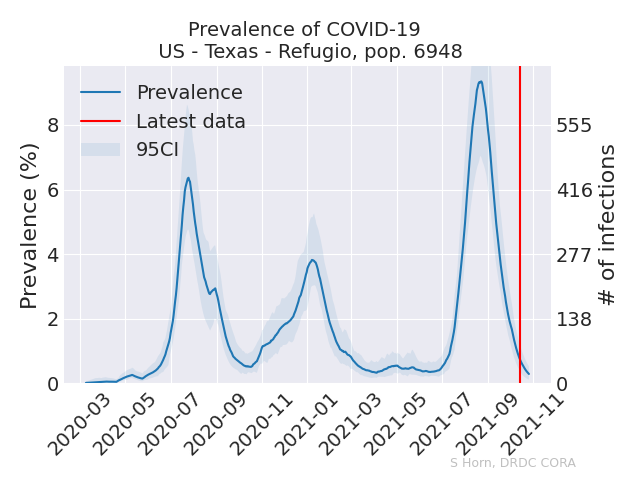 Prevalence of COVID-19
US - Texas - Refugio, pop. 6948
Prevalence
Latest data
95CI
Prevalence (%)
8
6
4
2
0
555
416
277
138
0
# of infections
2020-03
2020-05
2020-07
2020-09
2020-11
2021-01
2021-03
2021-05
2021-07
2021-09
2021-11
S Horn, DRDC CORA